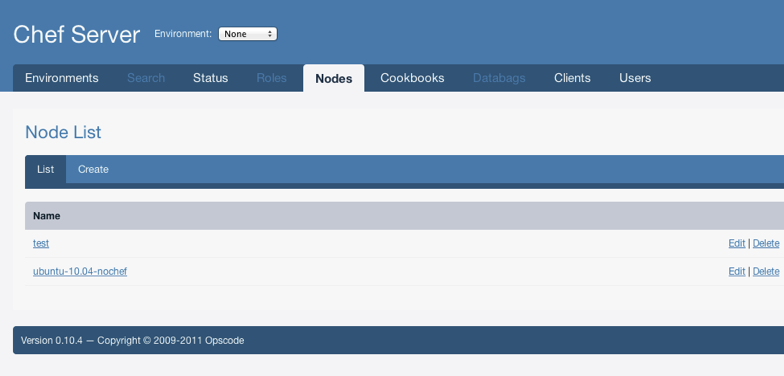 Chef Server Environment: None
Environments Search Status Roles Nodes Cookbooks Databags Clients Users
Node List
List Create
Name
test Edit | Delete
ubuntu-10.04-nochef Edit | Delete
Version 0.10.4 — Copyright © 2009-2011 Opscode